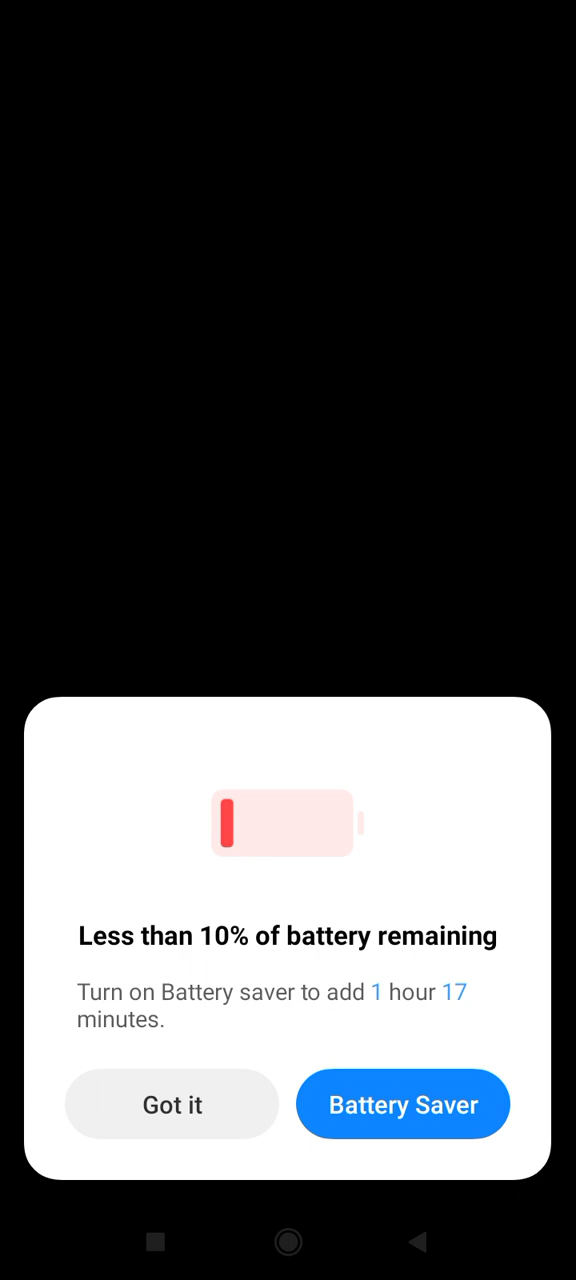 Less than 10% of battery remaining
Turn on Battery saver to add 1 hour 17
minutes.
Got it
Battery Saver